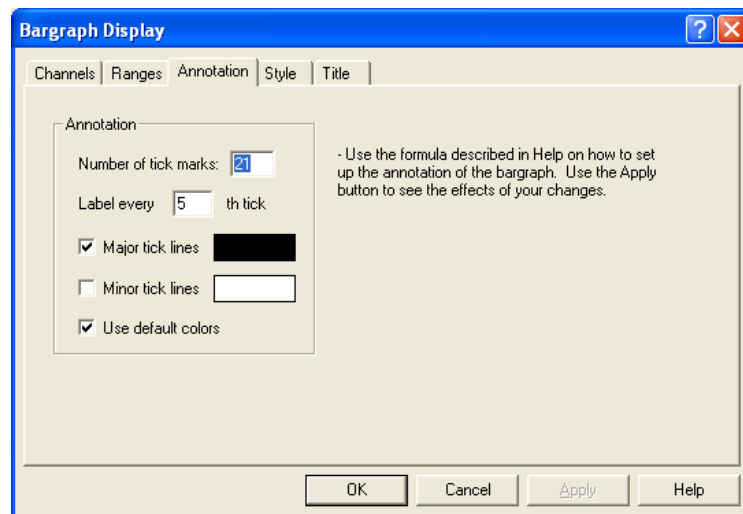 Bargraph Display
Channels Ranges Annotation Style Title
Annotation
Number of tick marks: 21
Label every 5 th tick
Major tick lines
Minor tick lines
Use default colors
- Use the formula described in Help on how to set
up the annotation of the bargraph. Use the Apply
button to see the effects of your changes.
OK Cancel Apply Help